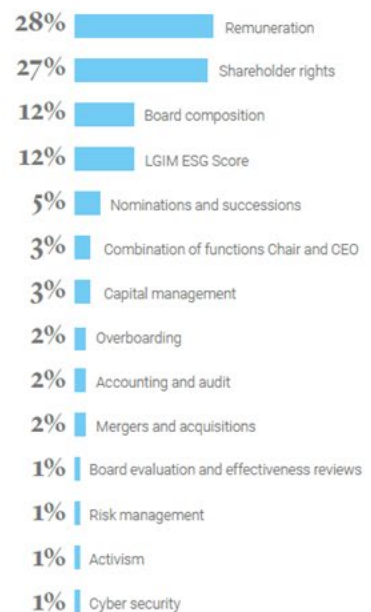 28% Remuneration
27% Shareholder rights
12% Board composition
12% LGIM ESG Score
5% Nominations and successions
3% Combination of functions Chair and CEO
3% Capital management
2% Overboarding
2% Accounting and audit
2% Mergers and acquisitions
1% Board evaluation and effectiveness reviews
1% Risk management
1% Activism
1% Cyber security